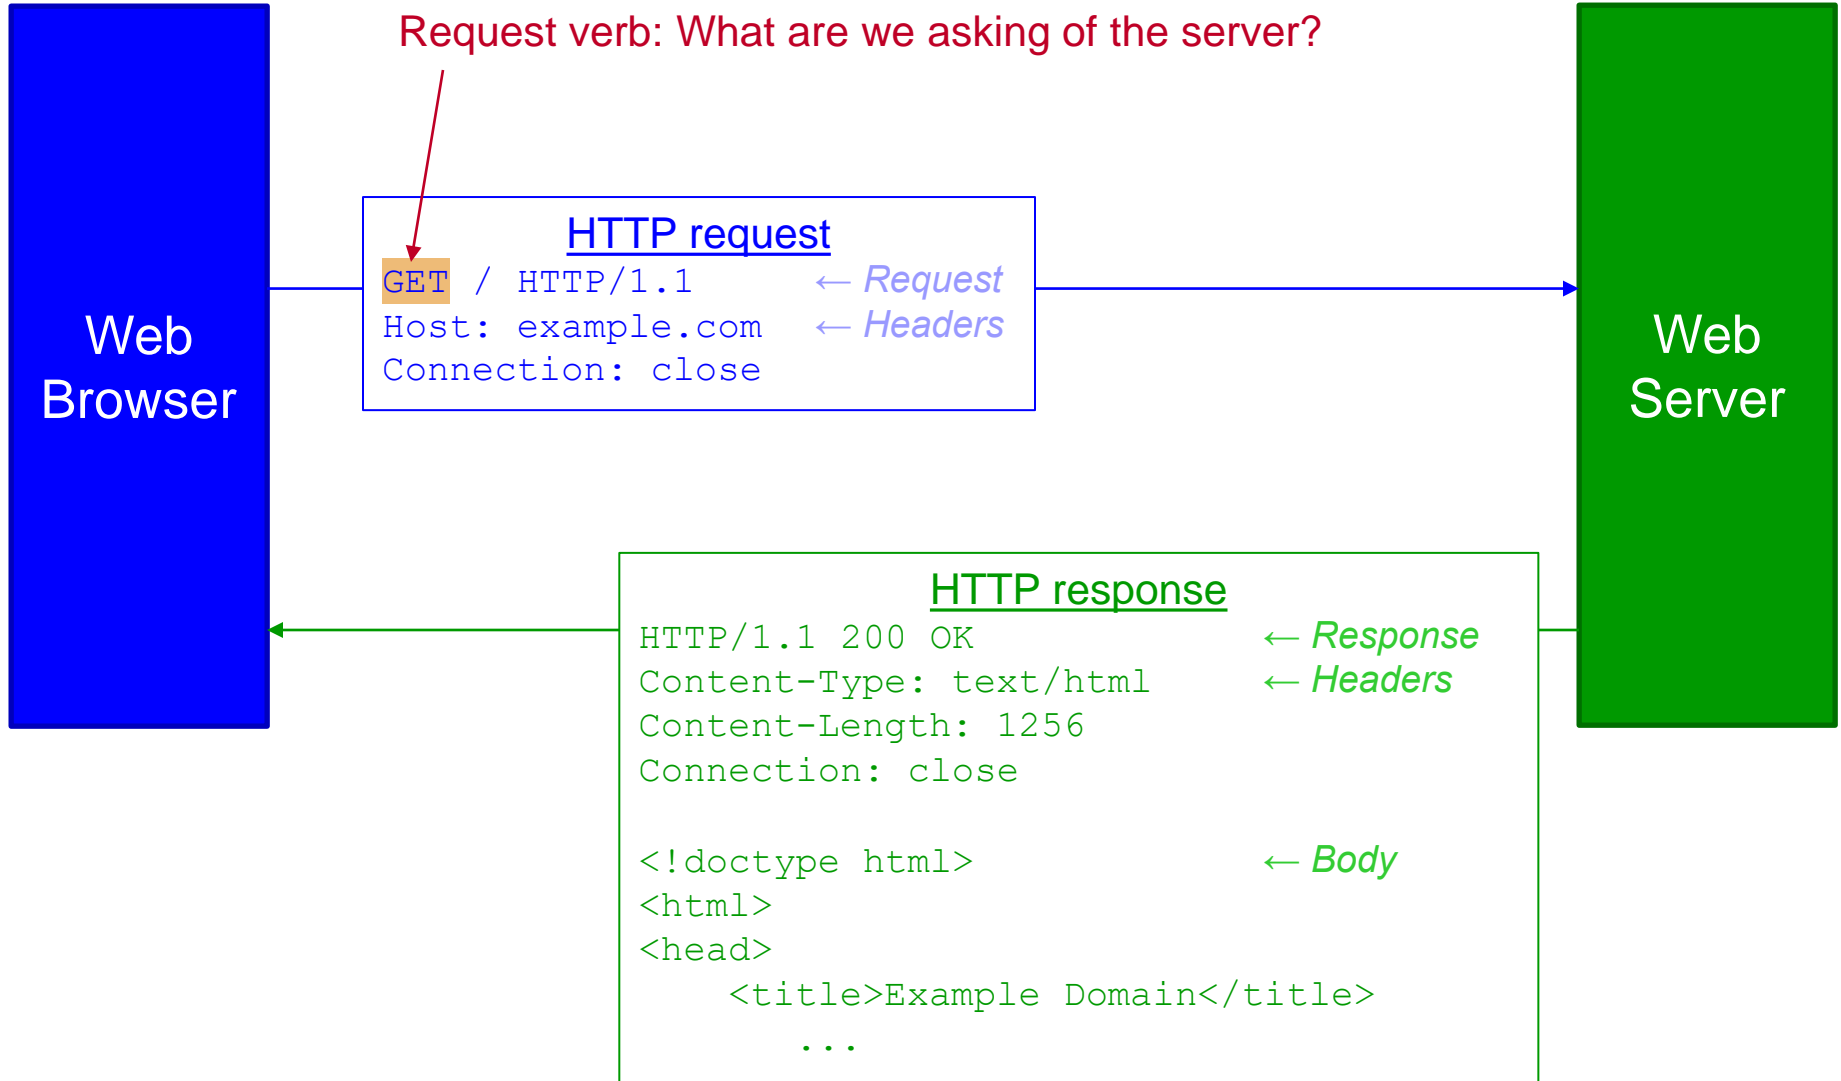 Request verb: What are we asking of the server?
Web
Browser
HTTP request
GET / HTTP/1.1 ← Request
Host: example.com ← Headers
Connection: close
Web
Server
HTTP response
HTTP/1.1 200 OK ← Response
Content-Type: text/html ← Headers
Content-Length: 1256
Connection: close
<!doctype html> ← Body
<html>
<head>
<title>Example Domain</title>
...